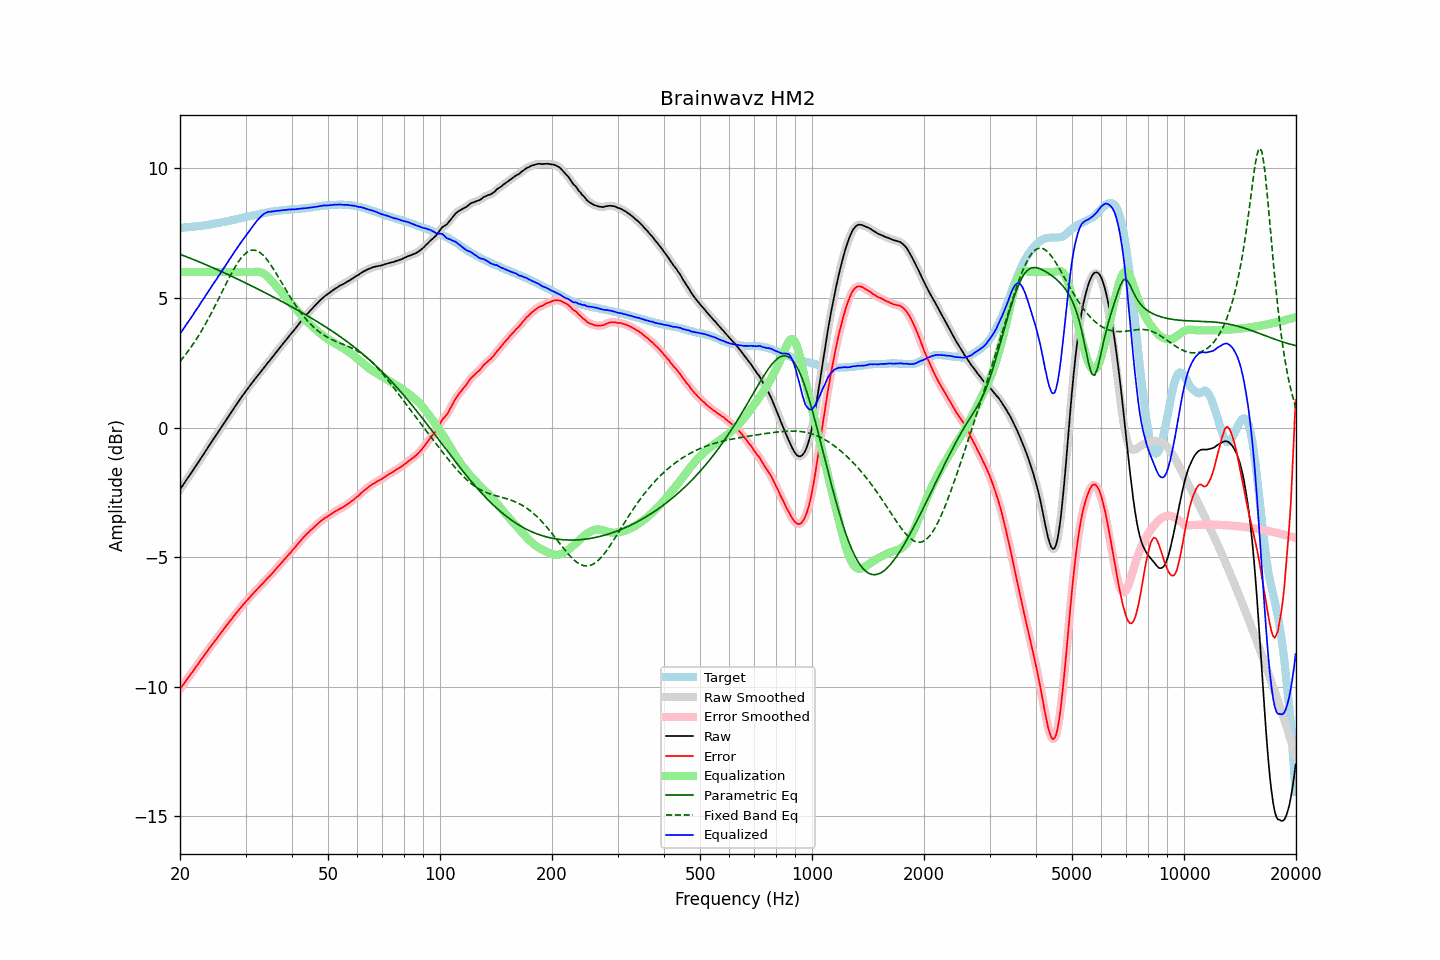 Brainwavz HM2
Amplitude (dBr)
10
5
0
−5
−10
−15
Target
Raw Smoothed
Error Smoothed
Raw
Error
Equalization
Parametric Eq
Fixed Band Eq
Equalized
20 50 100 200 500 1000 2000 5000 10000 20000
Frequency (Hz)